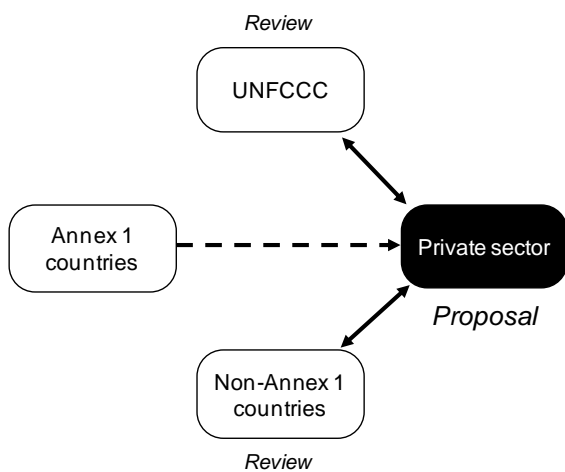 Review
UNFCCC
Annex 1
countries
Private sector
Proposal
Non-Annex 1
countries
Review